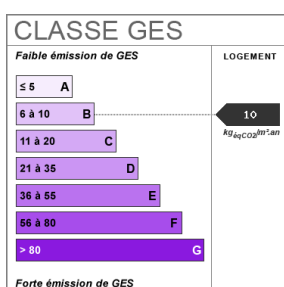 CLASSE GES
Faible émission de GES
LOGEMENT
≤ 5 A
6 à 10 B
10
kgéqCO2/m².an
11 à 20 C
21 à 35 D
36 à 55 E
56 à 80 F
> 80 G
Forte émission de GES